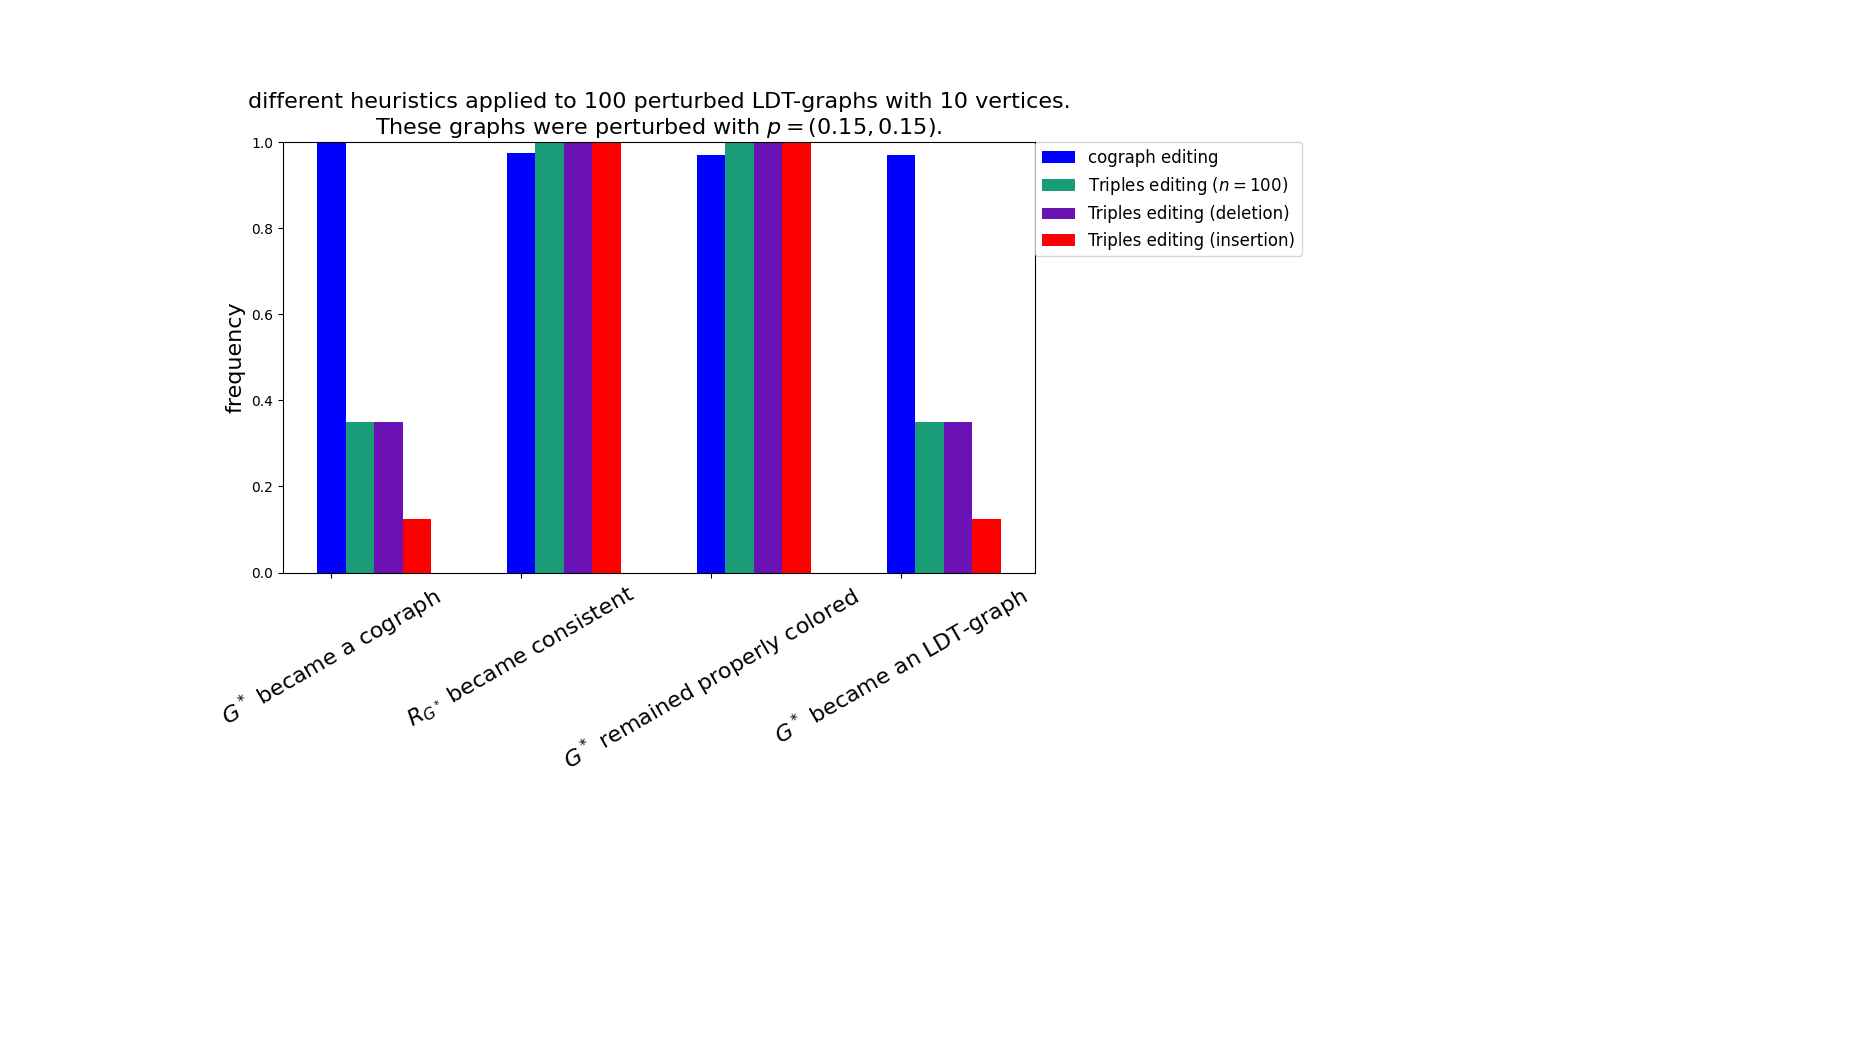 different heuristics applied to 100 perturbed LDT-graphs with 10 vertices.
These graphs were perturbed with p = (0.15, 0.15).
frequency
1.0
0.8
0.6
0.4
0.2
0.0
G* became a cograph
R_G* became consistent
G* remained properly colored
G* became an LDT-graph
cograph editing
Triples editing (n = 100)
Triples editing (deletion)
Triples editing (insertion)